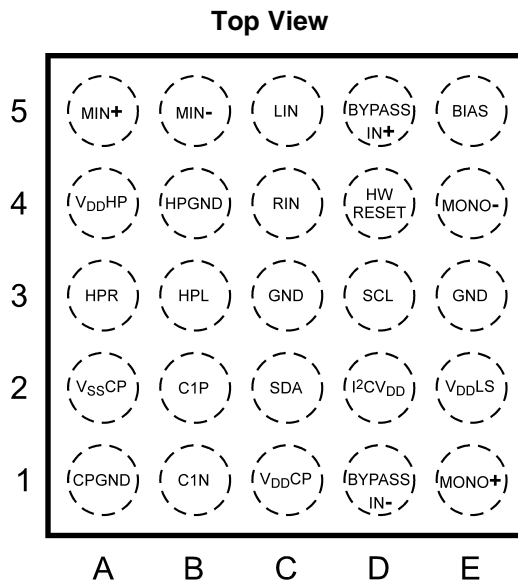 Top View
5 MIN+ MIN- LIN BYPASS IN+ BIAS
4 VDDHP HPGND RIN HW RESET MONO-
3 HPR HPL GND SCL GND
2 VSSCP C1P SDA I²CVDD VDDLS
1 CPGND C1N VDDCP BYPASS IN- MONO+
A B C D E